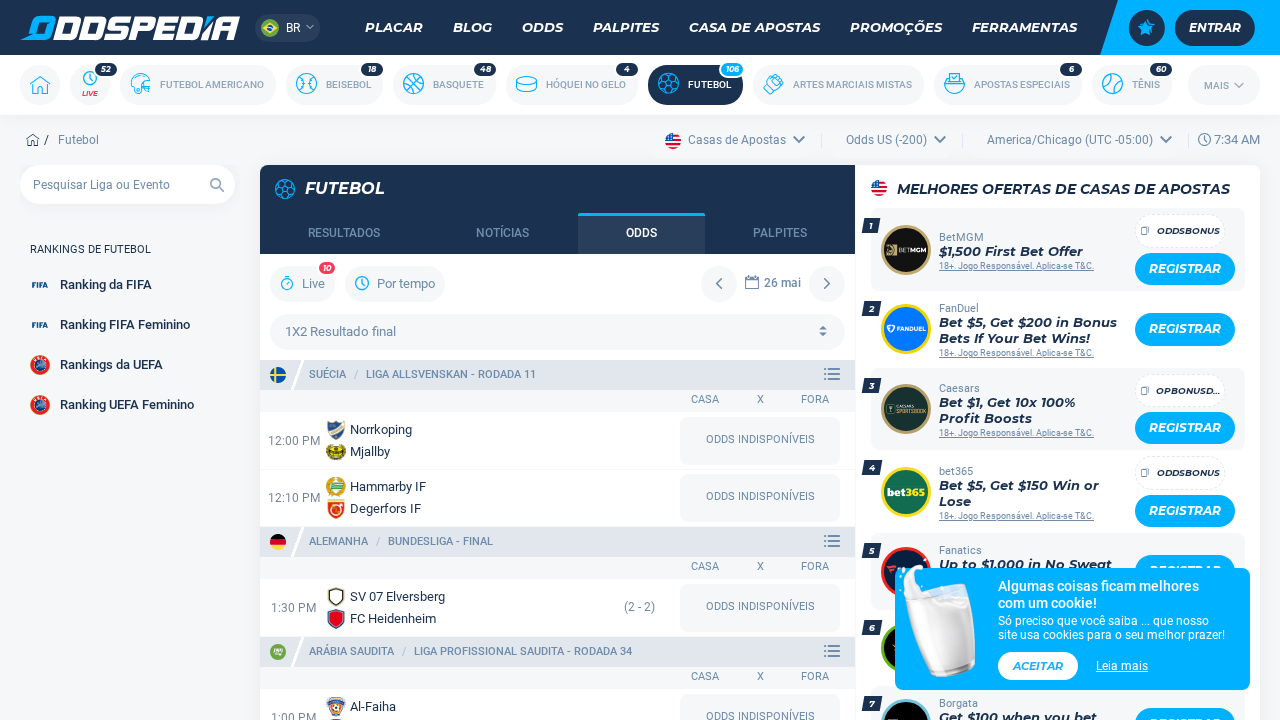 ODDSPEDIA
BR
PLACAR
BLOG
ODDS
PALPITES
CASA DE APOSTAS
PROMOÇÕES
FERRAMENTAS
ENTRAR
52
LIVE
FUTEBOL AMERICANO
18
BEISEBOL
48
BASQUETE
4
HÓQUEI NO GELO
106
FUTEBOL
ARTES MARCIAIS MISTAS
6
APOSTAS ESPECIAIS
60
TÊNIS
MAIS
/ Futebol
Casas de Apostas
Odds US (-200)
America/Chicago (UTC -05:00)
7:34 AM
Pesquisar Liga ou Evento
RANKINGS DE FUTEBOL
FIFA Ranking da FIFA
FIFA Ranking FIFA Feminino
Rankings da UEFA
Ranking UEFA Feminino
FUTEBOL
RESULTADOS
NOTÍCIAS
ODDS
PALPITES
Live
10
Por tempo
26 mai
1X2 Resultado final
SUÉCIA / LIGA ALLSVENSKAN - RODADA 11
CASA X FORA
12:00 PM
Norrkoping
Mjallby
ODDS INDISPONÍVEIS
12:10 PM
Hammarby IF
Degerfors IF
ODDS INDISPONÍVEIS
ALEMANHA / BUNDESLIGA - FINAL
CASA X FORA
1:30 PM
SV 07 Elversberg
FC Heidenheim
(2 - 2)
ODDS INDISPONÍVEIS
ARÁBIA SAUDITA / LIGA PROFISSIONAL SAUDITA - RODADA 34
CASA X FORA
1:00 PM
Al-Faiha
ODDS INDISPONÍVEIS
MELHORES OFERTAS DE CASAS DE APOSTAS
1
BETMGM
BetMGM
$1,500 First Bet Offer
18+. Jogo Responsável. Aplica-se T&C.
ODDSBONUS
REGISTRAR
2
FANDUEL
FanDuel
Bet $5, Get $200 in Bonus
Bets If Your Bet Wins!
18+. Jogo Responsável. Aplica-se T&C.
REGISTRAR
3
CAESARS
SPORTSBOOK
Caesars
Bet $1, Get 10x 100%
Profit Boosts
18+. Jogo Responsável. Aplica-se T&C.
OPBONUSD...
REGISTRAR
4
bet365
bet365
Bet $5, Get $150 Win or
Lose
18+. Jogo Responsável. Aplica-se T&C.
ODDSBONUS
REGISTRAR
5
Fanatics
Up to $1,000 in No Sweat
REGISTRAR
6
7
Borgata
Get $100 when you bet
REGISTRAR
Algumas coisas ficam melhores
com um cookie!
Só preciso que você saiba ... que nosso
site usa cookies para o seu melhor prazer!
ACEITAR
Leia mais